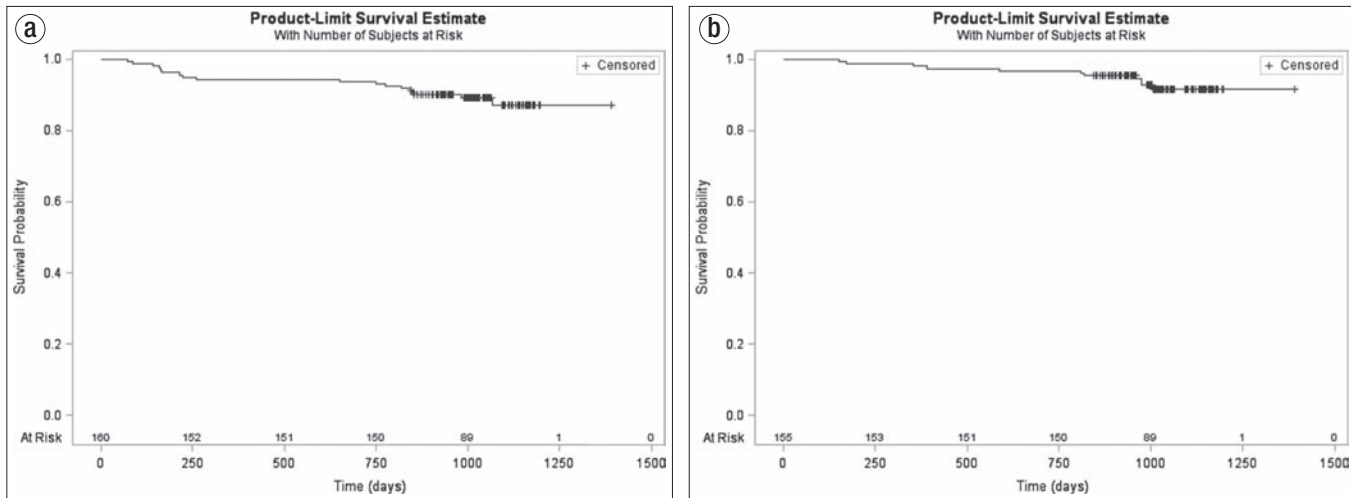 a
Product-Limit Survival Estimate
With Number of Subjects at Risk
+ Censored
Survival Probability
1.0
0.8
0.6
0.4
0.2
0.0
At Risk 160 152 151 150 89 1 0
0 250 500 750 1000 1250 1500
Time (days)
b
Product-Limit Survival Estimate
With Number of Subjects at Risk
+ Censored
Survival Probability
1.0
0.8
0.6
0.4
0.2
0.0
At Risk 155 153 151 150 89 1 0
0 250 500 750 1000 1250 1500
Time (days)